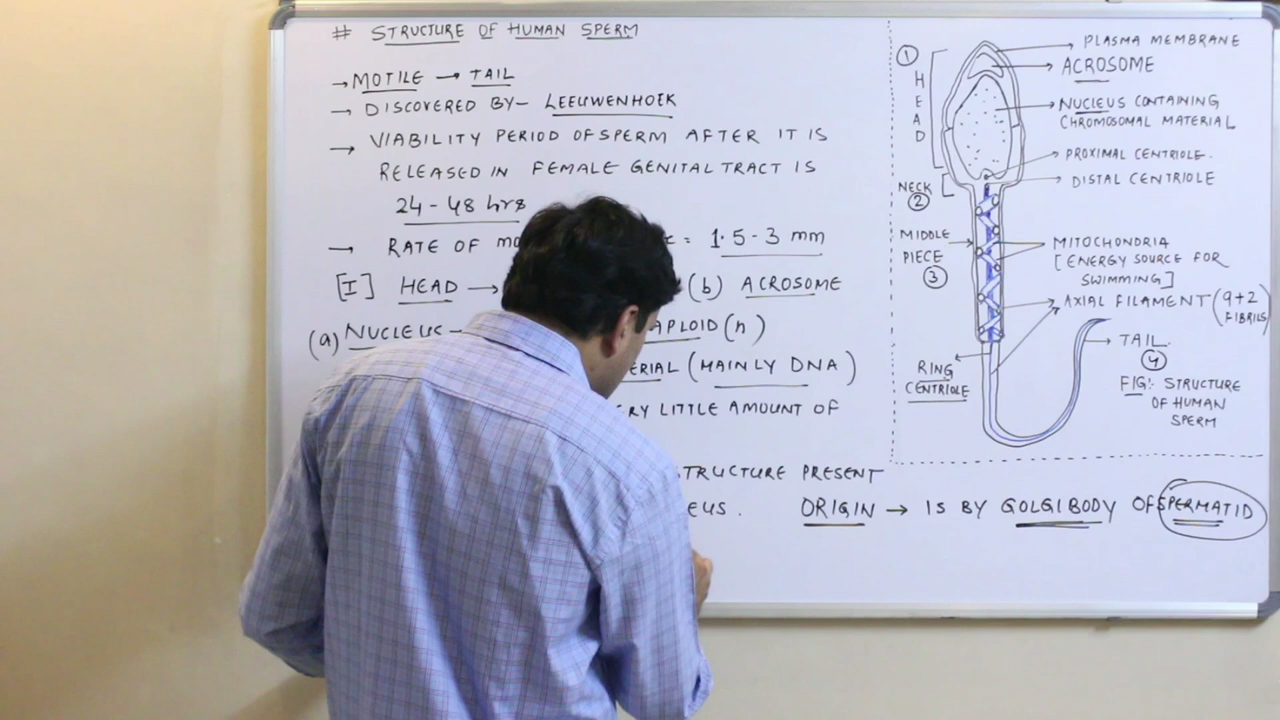 # STRUCTURE OF HUMAN SPERM
→ MOTILE → TAIL
→ DISCOVERED BY - LEEUWENHOEK
→ VIABILITY PERIOD OF SPERM AFTER IT IS
RELEASED IN FEMALE GENITAL TRACT IS
24 - 48 hrs
→ RATE OF = 1.5 - 3 mm
[I] HEAD → (b) ACROSOME
(a) NUCLEUS - APLOID (n)
ERIAL (MAINLY DNA)
RY LITTLE AMOUNT OF
STRUCTURE PRESENT
EUS. ORIGIN → IS BY GOLGI BODY OF SPERMATID
① HEAD
NECK ②
MIDDLE PIECE ③
RING CENTRIOLE
PLASMA MEMBRANE
ACROSOME
NUCLEUS CONTAINING
CHROMOSOMAL MATERIAL
PROXIMAL CENTRIOLE.
DISTAL CENTRIOLE
MITOCHONDRIA
[ENERGY SOURCE FOR
SWIMMING]
AXIAL FILAMENT (9+2 FIBRILS)
TAIL.
④
FIG:- STRUCTURE
OF HUMAN
SPERM